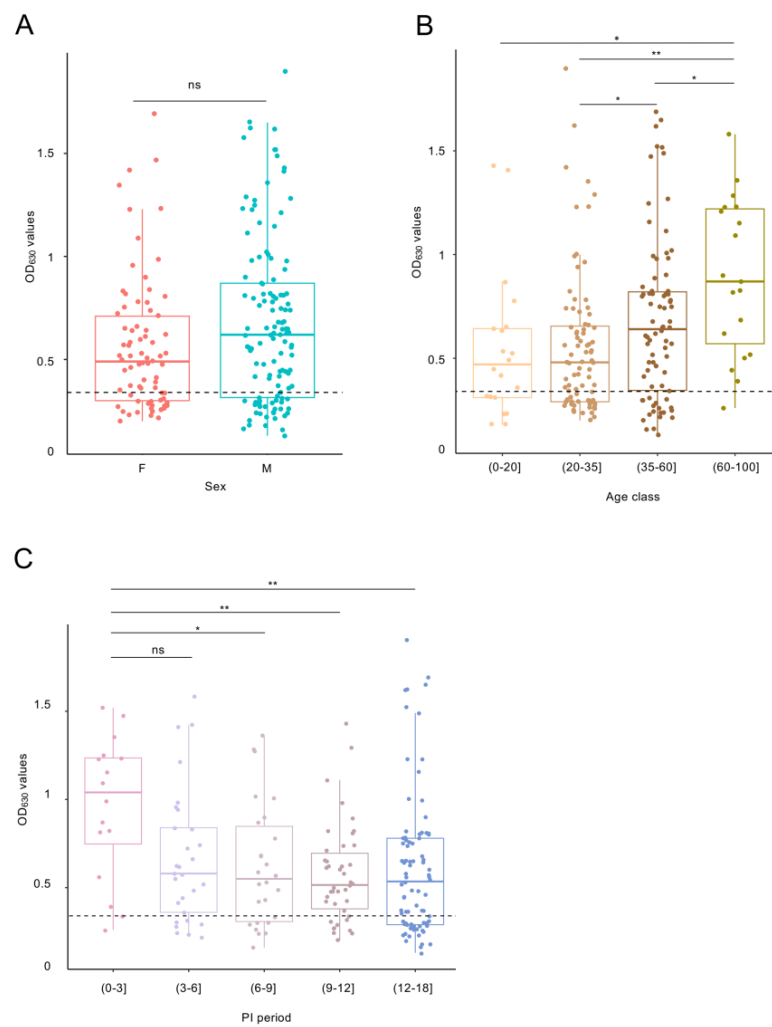 A
ns
OD630 values
1.5
1
0.5
0
F M
Sex
B
*
**
*
*
OD630 values
1.5
1
0.5
0
(0-20] (20-35] (35-60] (60-100]
Age class
C
**
**
*
ns
OD630 values
1.5
1
0.5
0
(0-3] (3-6] (6-9] (9-12] (12-18]
PI period